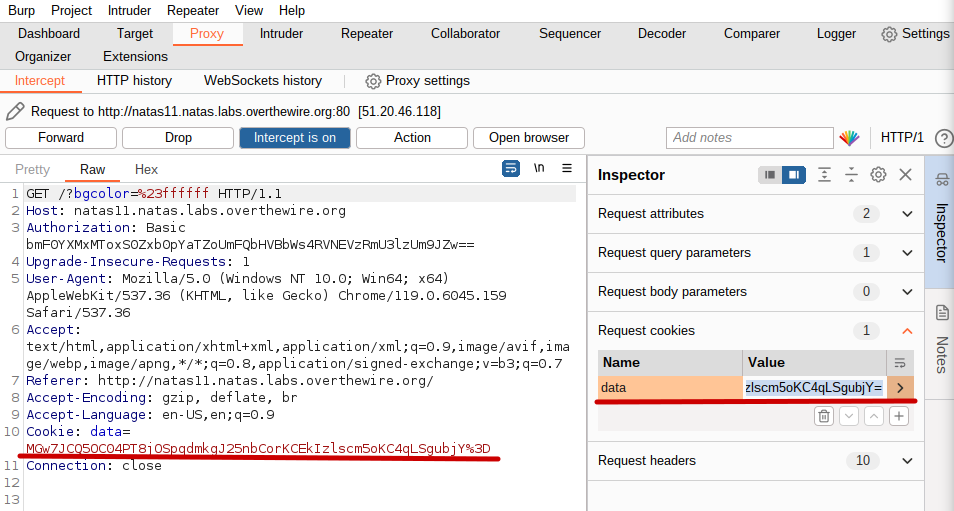 Burp Project Intruder Repeater View Help
Dashboard Target Proxy Intruder Repeater Collaborator Sequencer Decoder Comparer Logger Settings
Organizer Extensions
Intercept HTTP history WebSockets history Proxy settings
Request to http://natas11.natas.labs.overthewire.org:80 [51.20.46.118]
Forward Drop Intercept is on Action Open browser Add notes HTTP/1
Pretty Raw Hex \n
Inspector
1 GET /?bgcolor=%23ffffff HTTP/1.1
2 Host: natas11.natas.labs.overthewire.org
3 Authorization: Basic
bmF0YXMxMToxS0Zxb0pYaTZoUmFQbHVBbWs4RVNEVzRmU3lzUm9JZw==
4 Upgrade-Insecure-Requests: 1
5 User-Agent: Mozilla/5.0 (Windows NT 10.0; Win64; x64)
AppleWebKit/537.36 (KHTML, like Gecko) Chrome/119.0.6045.159
Safari/537.36
6 Accept:
text/html,application/xhtml+xml,application/xml;q=0.9,image/avif,ima
ge/webp,image/apng,*/*;q=0.8,application/signed-exchange;v=b3;q=0.7
7 Referer: http://natas11.natas.labs.overthewire.org/
8 Accept-Encoding: gzip, deflate, br
9 Accept-Language: en-US,en;q=0.9
10 Cookie: data=
MGw7JCQ5OC04PT8jOSpqdmkgJ25nbCorKCEkIzlscm5oKC4qLSgubjY%3D
11 Connection: close
12
13
Request attributes 2
Request query parameters 1
Request body parameters 0
Request cookies 1
Name Value
data zlscm5oKC4qLSgubjY=
Request headers 10
Inspector
Notes